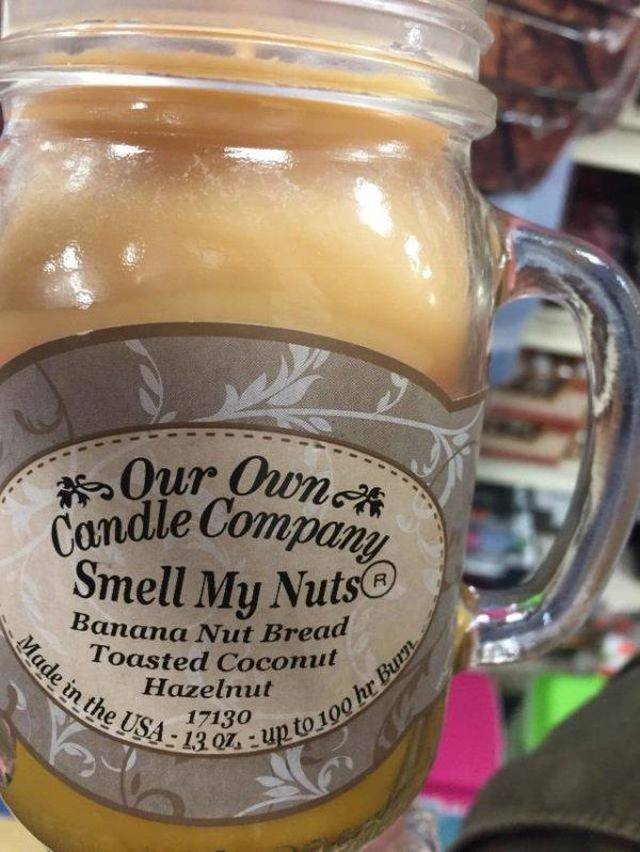 Our Own
Candle Company
Smell My Nuts®
Banana Nut Bread
Toasted Coconut
Hazelnut
17130
Made in the USA - 13 oz. - up to 100 hr Burn